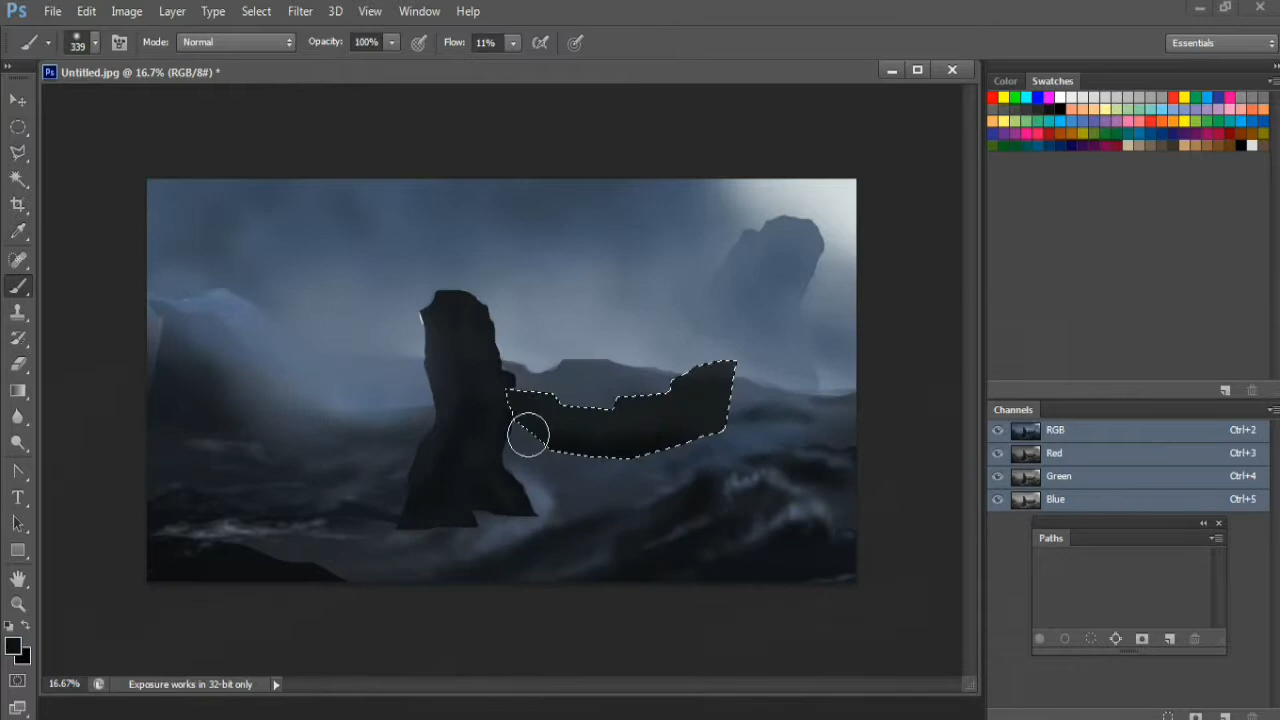 Ps File Edit Image Layer Type Select Filter 3D View Window Help
339 Mode: Normal Opacity: 100% Flow: 11% Essentials
Ps Untitled.jpg @ 16.7% (RGB/8#) *
Color Swatches
Channels
RGB Ctrl+2
Red Ctrl+3
Green Ctrl+4
Blue Ctrl+5
Paths
16.67% Exposure works in 32-bit only